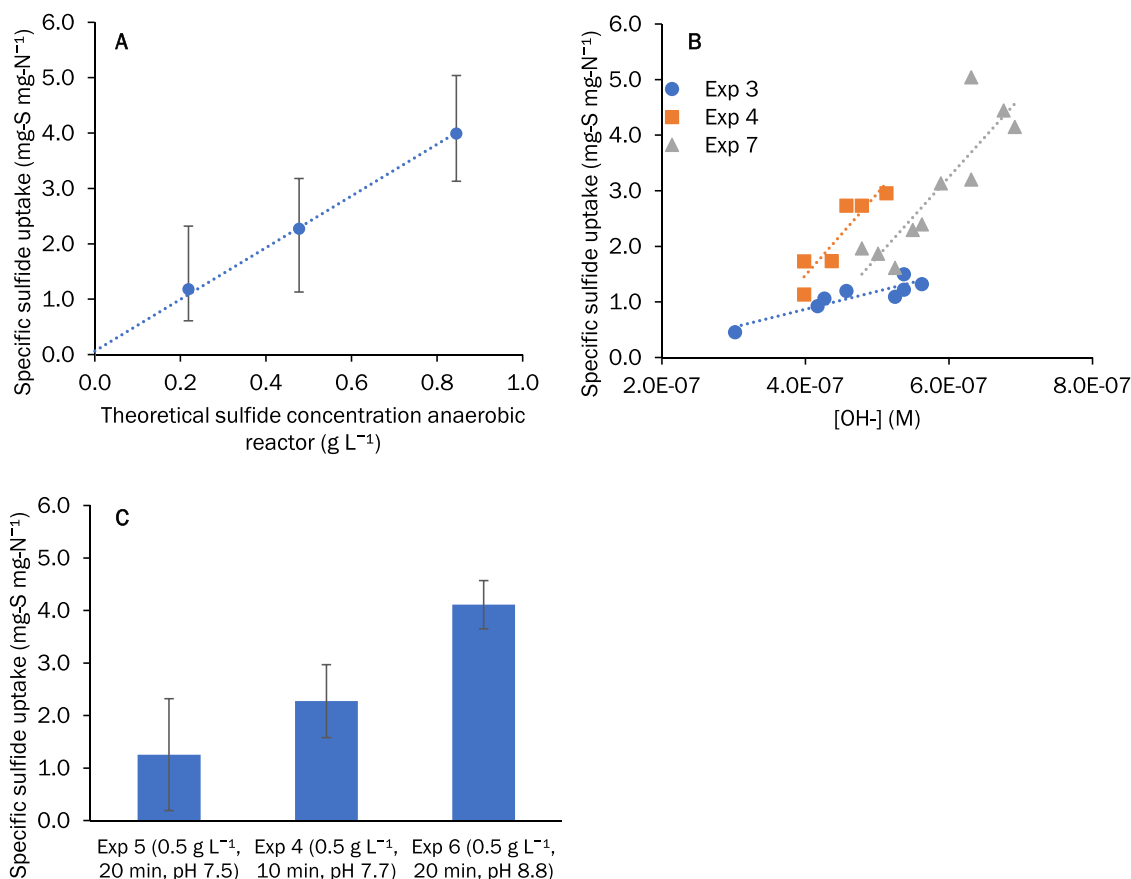 A
Specific sulfide uptake (mg-S mg-N⁻¹)
6.0
5.0
4.0
3.0
2.0
1.0
0.0
0.0 0.2 0.4 0.6 0.8 1.0
Theoretical sulfide concentration anaerobic
reactor (g L⁻¹)
B
Specific sulfide uptake (mg-S mg-N⁻¹)
6.0
5.0
4.0
3.0
2.0
1.0
0.0
Exp 3
Exp 4
Exp 7
2.0E-07 4.0E-07 6.0E-07 8.0E-07
[OH-] (M)
C
Specific sulfide uptake (mg-S mg-N⁻¹)
6.0
5.0
4.0
3.0
2.0
1.0
0.0
Exp 5 (0.5 g L⁻¹,
20 min, pH 7.5)
Exp 4 (0.5 g L⁻¹,
10 min, pH 7.7)
Exp 6 (0.5 g L⁻¹,
20 min, pH 8.8)